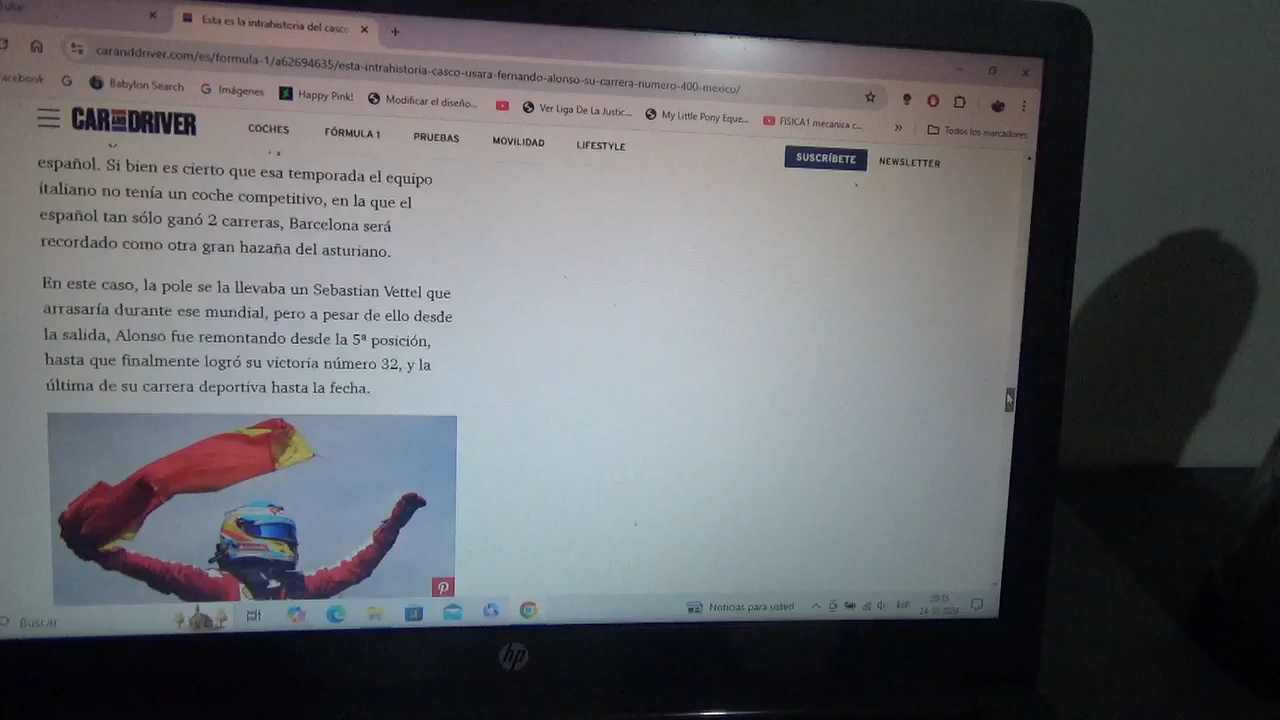 Esta es la intrahistoria del casco
caranddriver.com/es/formula-1/a62694635/esta-intrahistoria-casco-usara-fernando-alonso-su-carrera-numero-400-mexico/
acebook
Babylon Search
Imágenes
Happy Pink!
Modificar el diseño...
Ver Liga De La Justic...
My Little Pony Eque...
FISICA1 mecanica c...
Todos los marcadores
CAR AND DRIVER
COCHES
FÓRMULA 1
PRUEBAS
MOVILIDAD
LIFESTYLE
SUSCRÍBETE
NEWSLETTER
español. Si bien es cierto que esa temporada el equipo
italiano no tenía un coche competitivo, en la que el
español tan sólo ganó 2 carreras, Barcelona será
recordado como otra gran hazaña del asturiano.
En este caso, la pole se la llevaba un Sebastian Vettel que
arrasaría durante ese mundial, pero a pesar de ello desde
la salida, Alonso fue remontando desde la 5ª posición,
hasta que finalmente logró su victoria número 32, y la
última de su carrera deportiva hasta la fecha.
Buscar
Noticias para usted
ESP
20:35
24-10-2024
hp